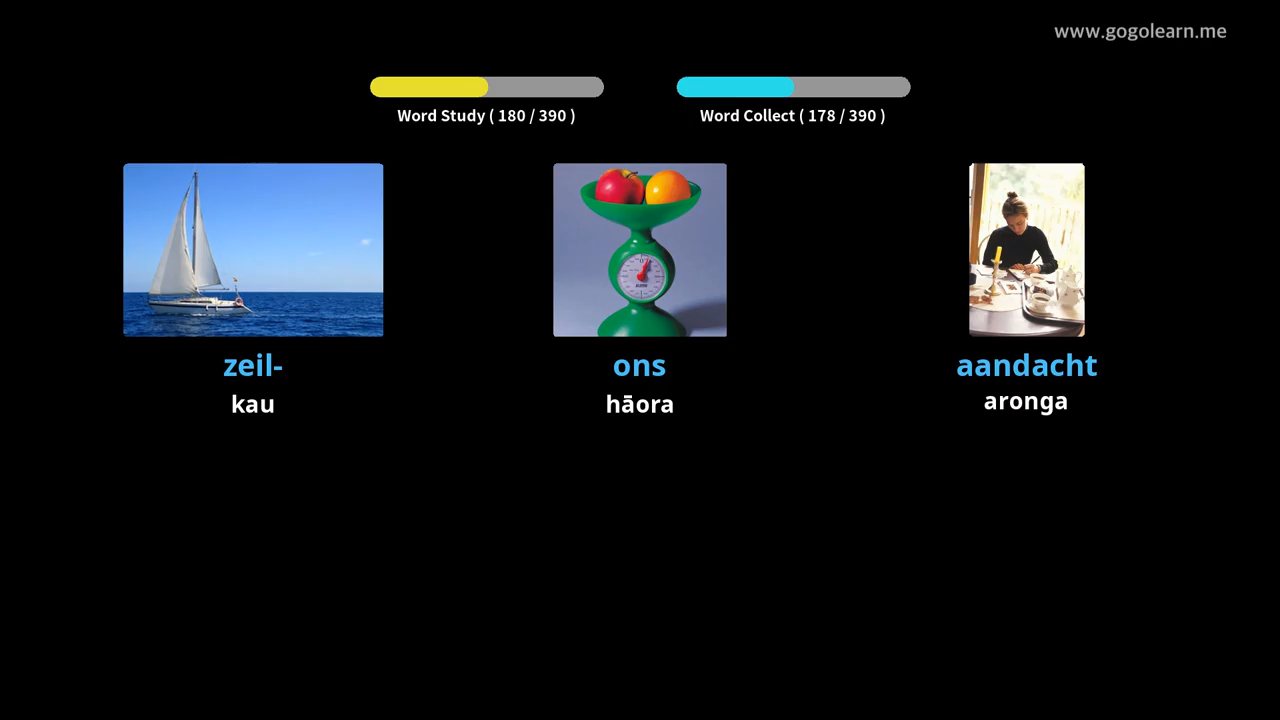 www.gogolearn.me
Word Study ( 180 / 390 )
Word Collect ( 178 / 390 )
zeil-
kau
ons
hāora
aandacht
aronga